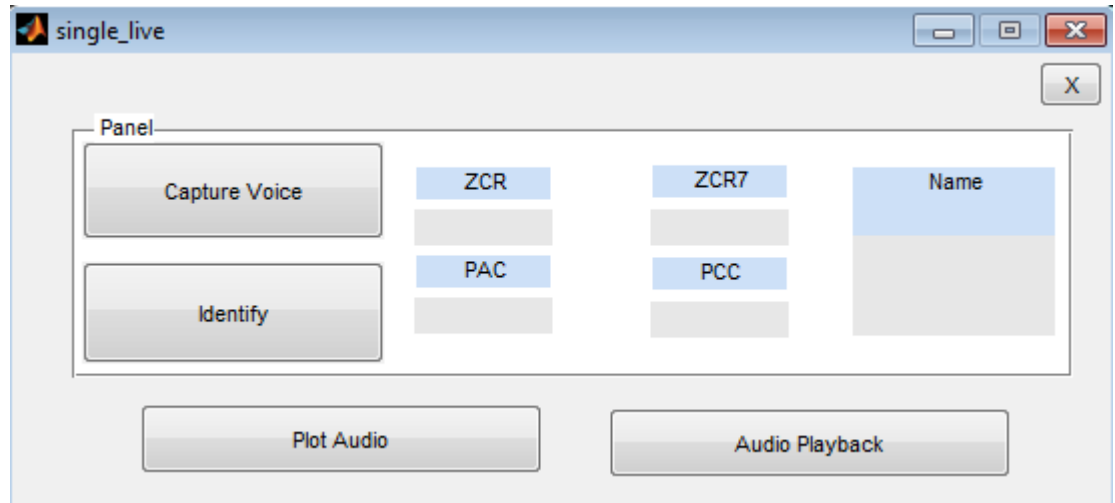 single_live
X
Panel
Capture Voice
ZCR
ZCR7
Name
PAC
PCC
Identify
Plot Audio
Audio Playback